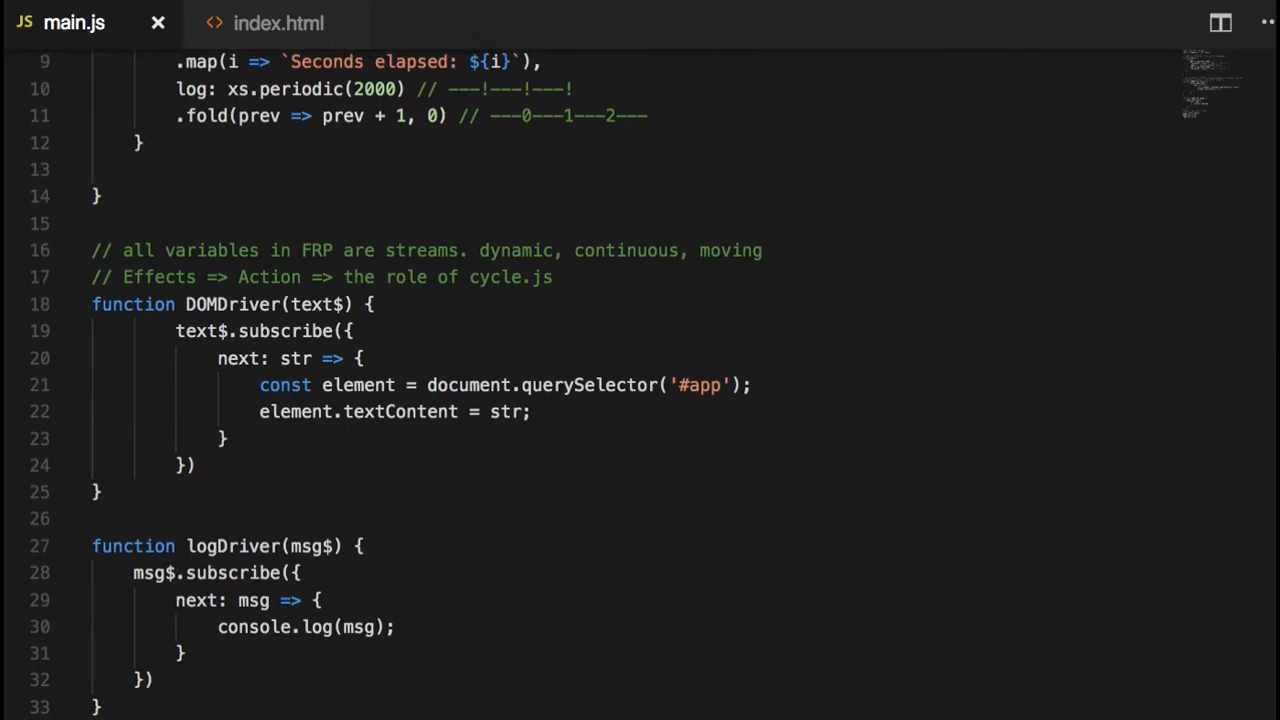 JS main.js × <> index.html
9 .map(i => `Seconds elapsed: ${i}`),
10 log: xs.periodic(2000) // ---!---!---!
11 .fold(prev => prev + 1, 0) // ---0---1---2---
12 }
13
14 }
15
16 // all variables in FRP are streams. dynamic, continuous, moving
17 // Effects => Action => the role of cycle.js
18 function DOMDriver(text$) {
19 text$.subscribe({
20 next: str => {
21 const element = document.querySelector('#app');
22 element.textContent = str;
23 }
24 })
25 }
26
27 function logDriver(msg$) {
28 msg$.subscribe({
29 next: msg => {
30 console.log(msg);
31 }
32 })
33 }